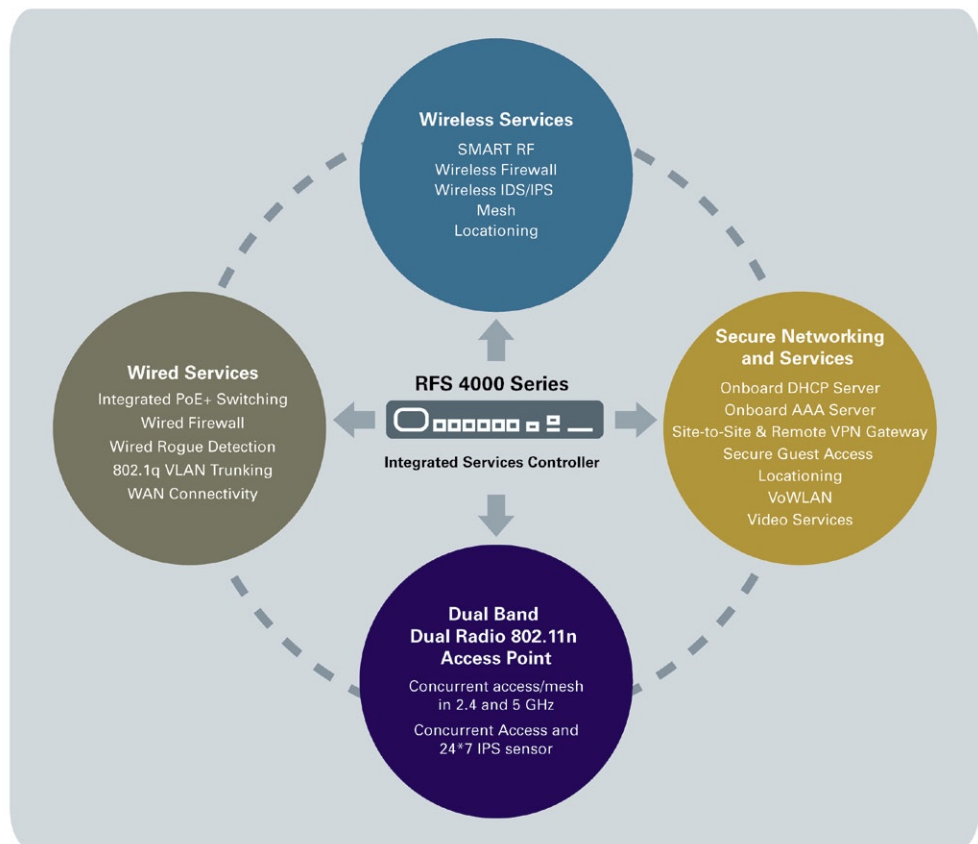 Wireless Services
SMART RF
Wireless Firewall
Wireless IDS/IPS
Mesh
Locationing
Wired Services
Integrated PoE+ Switching
Wired Firewall
Wired Rogue Detection
802.1q VLAN Trunking
WAN Connectivity
RFS 4000 Series
Integrated Services Controller
Secure Networking
and Services
Onboard DHCP Server
Onboard AAA Server
Site-to-Site & Remote VPN Gateway
Secure Guest Access
Locationing
VoWLAN
Video Services
Dual Band
Dual Radio 802.11n
Access Point
Concurrent access/mesh
in 2.4 and 5 GHz
Concurrent Access and
24*7 IPS sensor